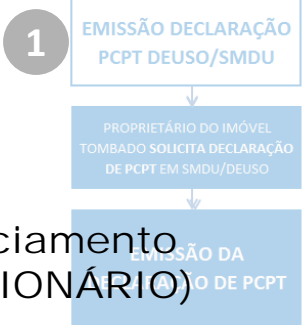 1
EMISSÃO DECLARAÇÃO
PCPT DEUSO/SMDU
PROPRIETÁRIO DO IMÓVEL
TOMBADO SOLICITA DECLARAÇÃO
DE PCPT EM SMDU/DEUSO
ciamento
IONÁRIO)
EMISSÃO DA
DECLARAÇÃO DE PCPT